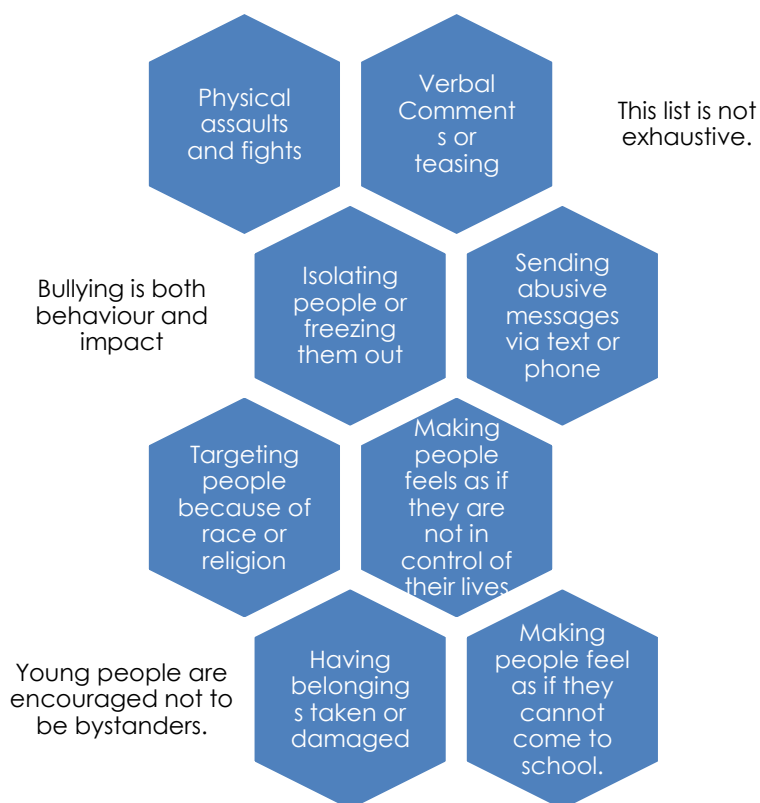 Physical
assaults
and fights
Verbal
Comment
s or
teasing
This list is not
exhaustive.
Bullying is both
behaviour and
impact
Isolating
people or
freezing
them out
Sending
abusive
messages
via text or
phone
Targeting
people
because of
race or
religion
Making
people
feels as if
they are
not in
control of
their lives
Young people are
encouraged not to
be bystanders.
Having
belonging
s taken or
damaged
Making
people feel
as if they
cannot
come to
school.